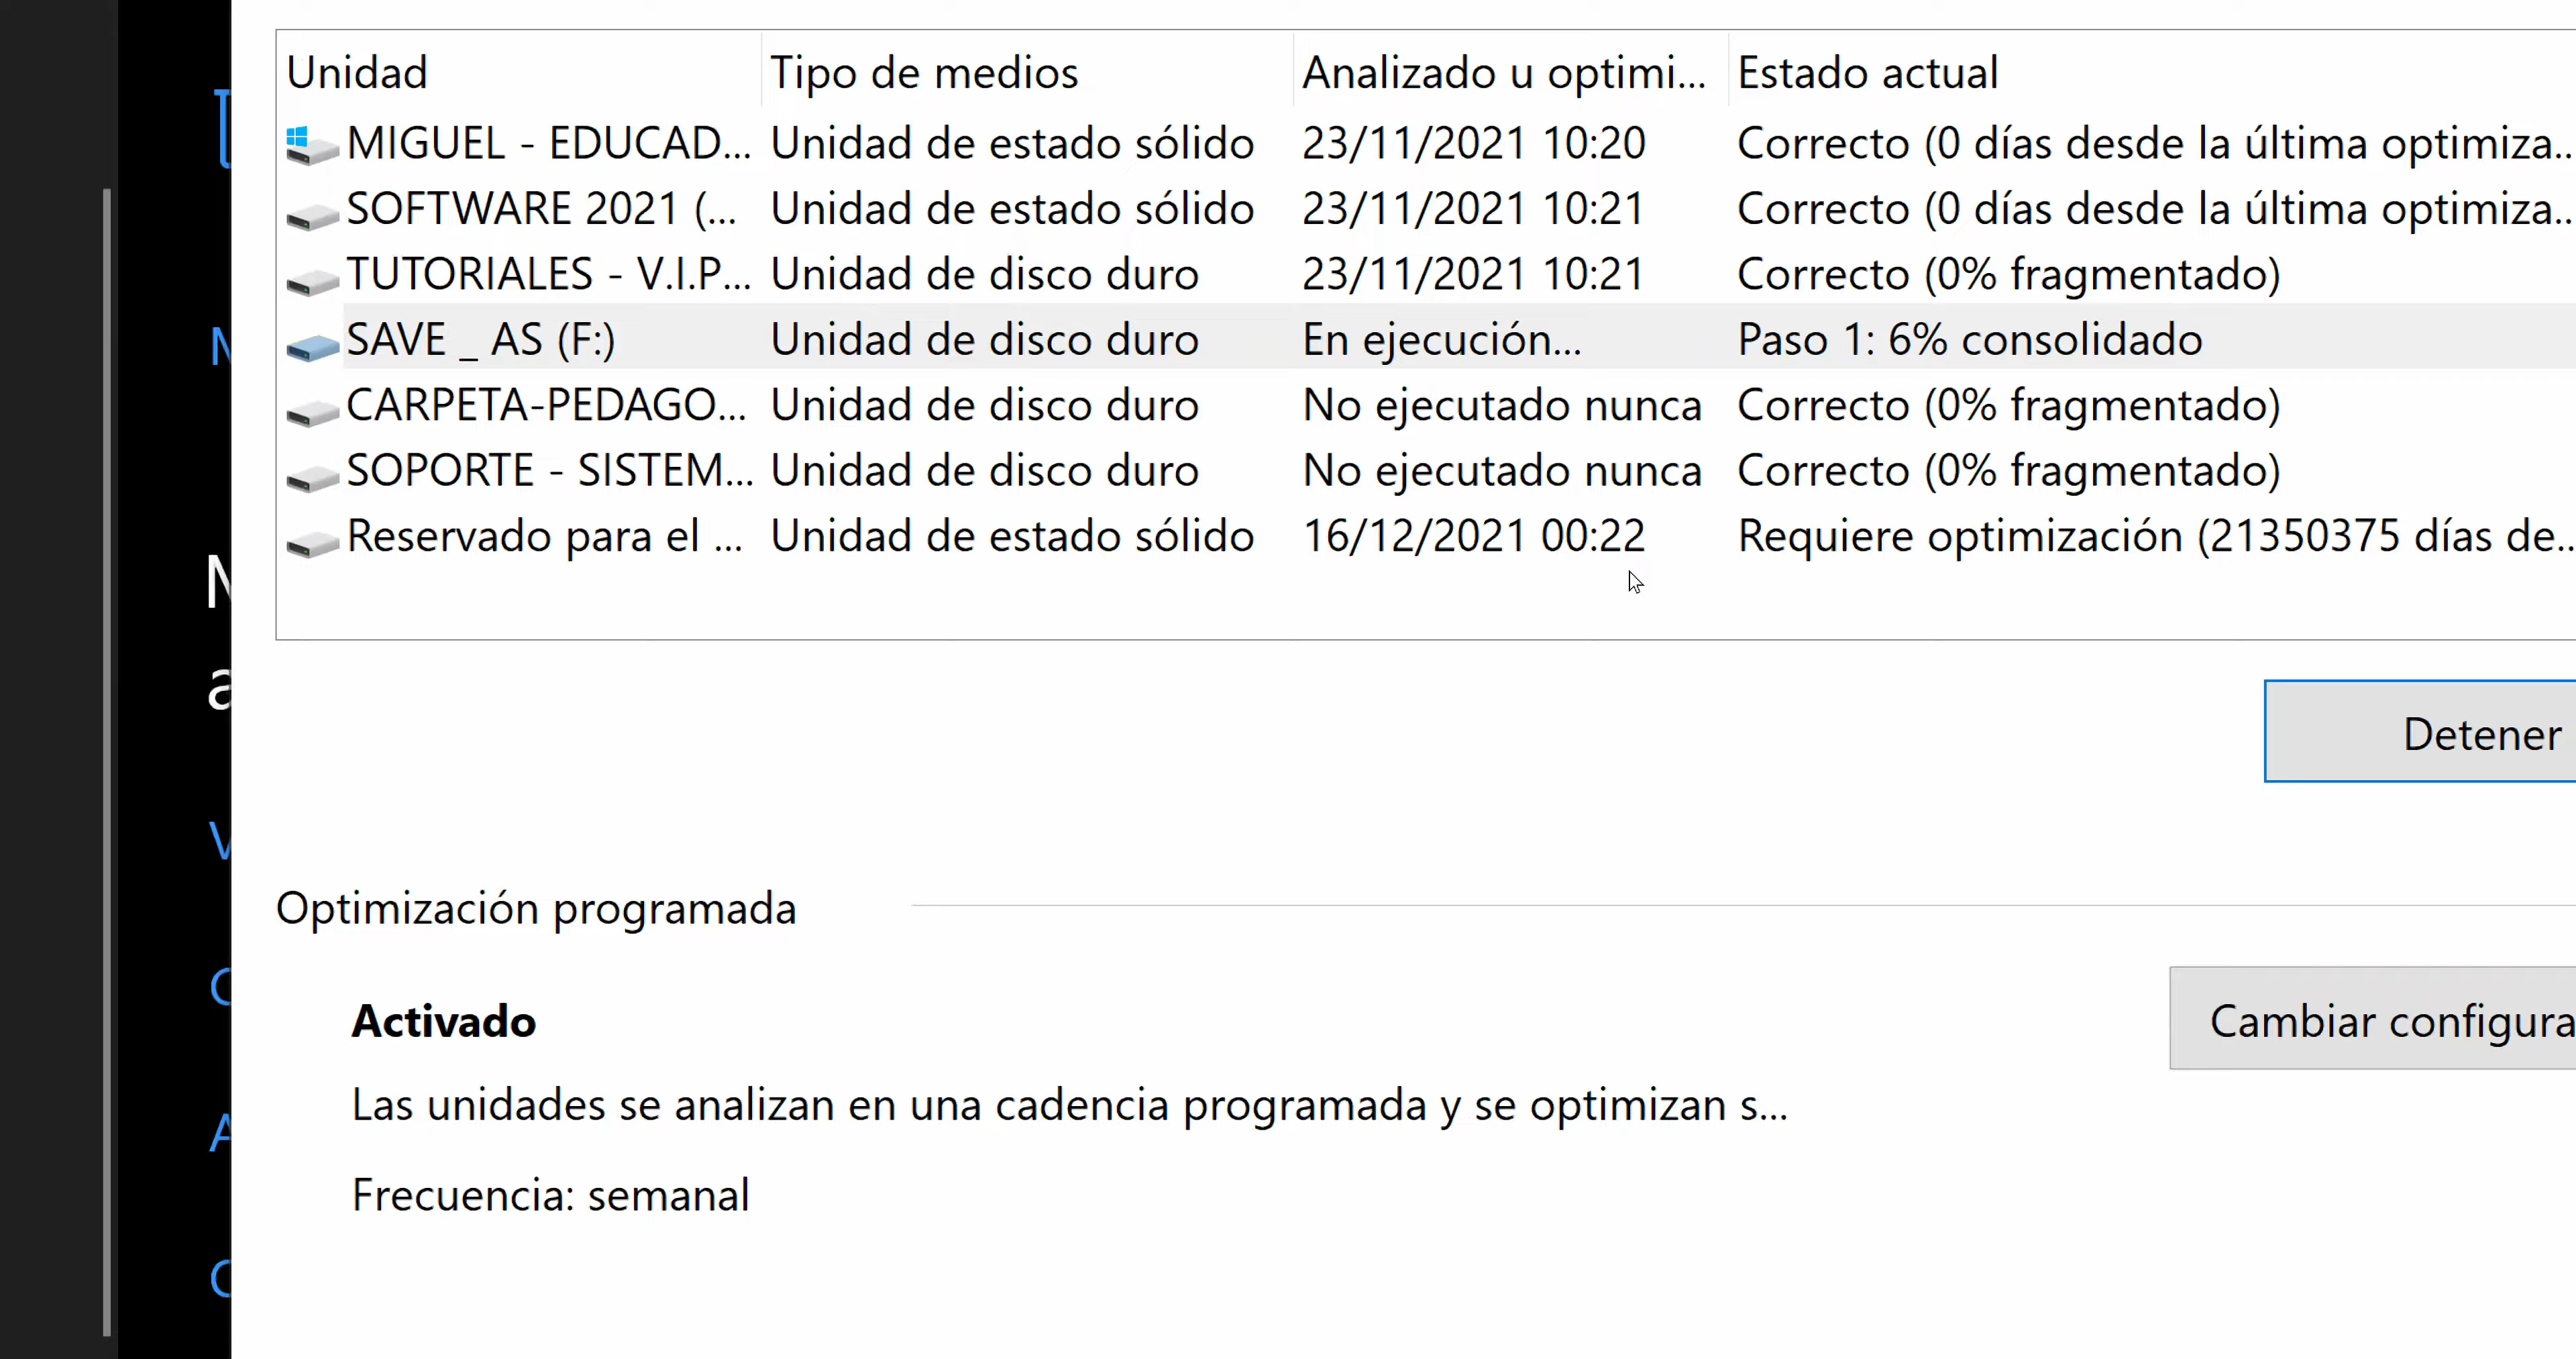 Unidad Tipo de medios Analizado u optimi... Estado actual
MIGUEL - EDUCAD... Unidad de estado sólido 23/11/2021 10:20 Correcto (0 días desde la última optimiza...
SOFTWARE 2021 (... Unidad de estado sólido 23/11/2021 10:21 Correcto (0 días desde la última optimiza...
TUTORIALES - V.I.P... Unidad de disco duro 23/11/2021 10:21 Correcto (0% fragmentado)
SAVE _ AS (F:) Unidad de disco duro En ejecución... Paso 1: 6% consolidado
CARPETA-PEDAGO... Unidad de disco duro No ejecutado nunca Correcto (0% fragmentado)
SOPORTE - SISTEM... Unidad de disco duro No ejecutado nunca Correcto (0% fragmentado)
Reservado para el ... Unidad de estado sólido 16/12/2021 00:22 Requiere optimización (21350375 días de...
Detener
Optimización programada
Activado
Cambiar configura
Las unidades se analizan en una cadencia programada y se optimizan s...
Frecuencia: semanal